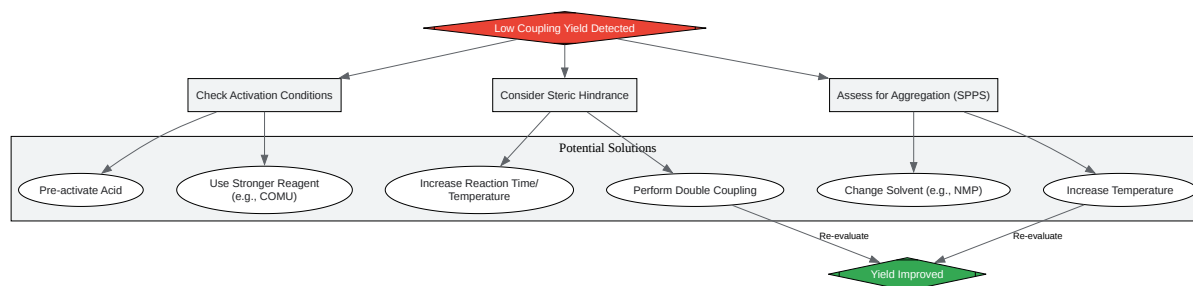 Low Coupling Yield Detected
Check Activation Conditions
Consider Steric Hindrance
Assess for Aggregation (SPPS)
Potential Solutions
Pre-activate Acid
Use Stronger Reagent
(e.g., COMU)
Increase Reaction Time/
Temperature
Perform Double Coupling
Change Solvent (e.g., NMP)
Increase Temperature
Re-evaluate
Re-evaluate
Yield Improved